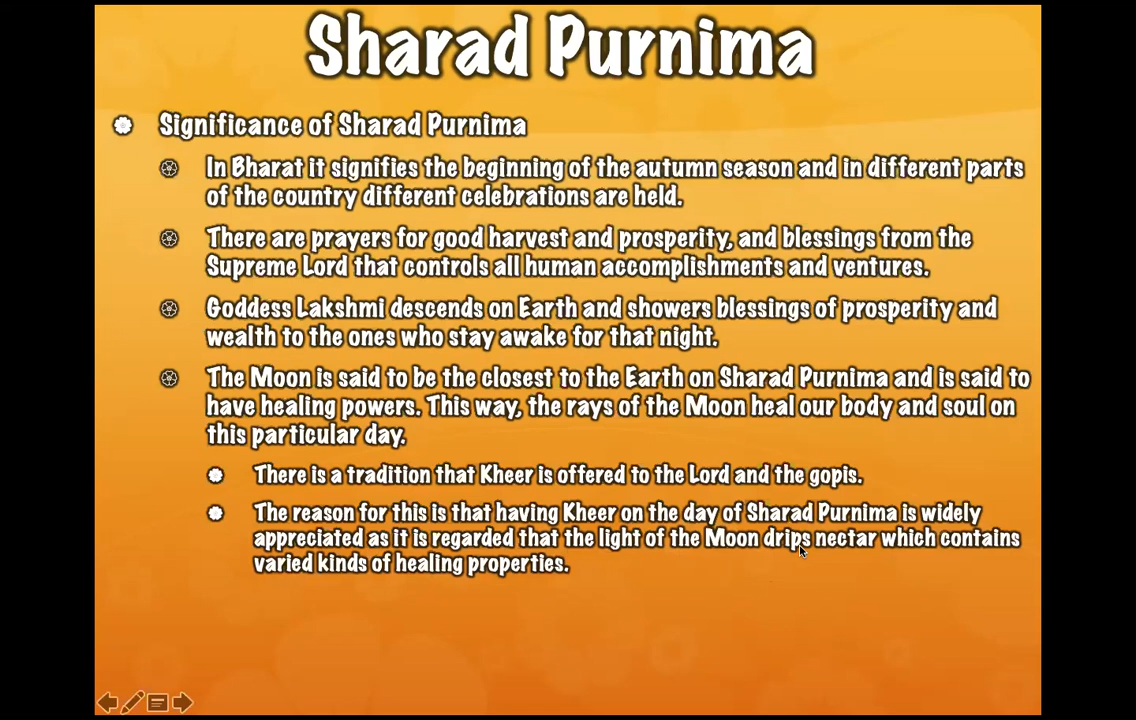 Sharad Purnima
Significance of Sharad Purnima
In Bharat it signifies the beginning of the autumn season and in different parts
of the country different celebrations are held.
There are prayers for good harvest and prosperity, and blessings from the
Supreme Lord that controls all human accomplishments and ventures.
Goddess Lakshmi descends on Earth and showers blessings of prosperity and
wealth to the ones who stay awake for that night.
The Moon is said to be the closest to the Earth on Sharad Purnima and is said to
have healing powers. This way, the rays of the Moon heal our body and soul on
this particular day.
There is a tradition that Kheer is offered to the Lord and the gopis.
The reason for this is that having Kheer on the day of Sharad Purnima is widely
appreciated as it is regarded that the light of the Moon drips nectar which contains
varied kinds of healing properties.